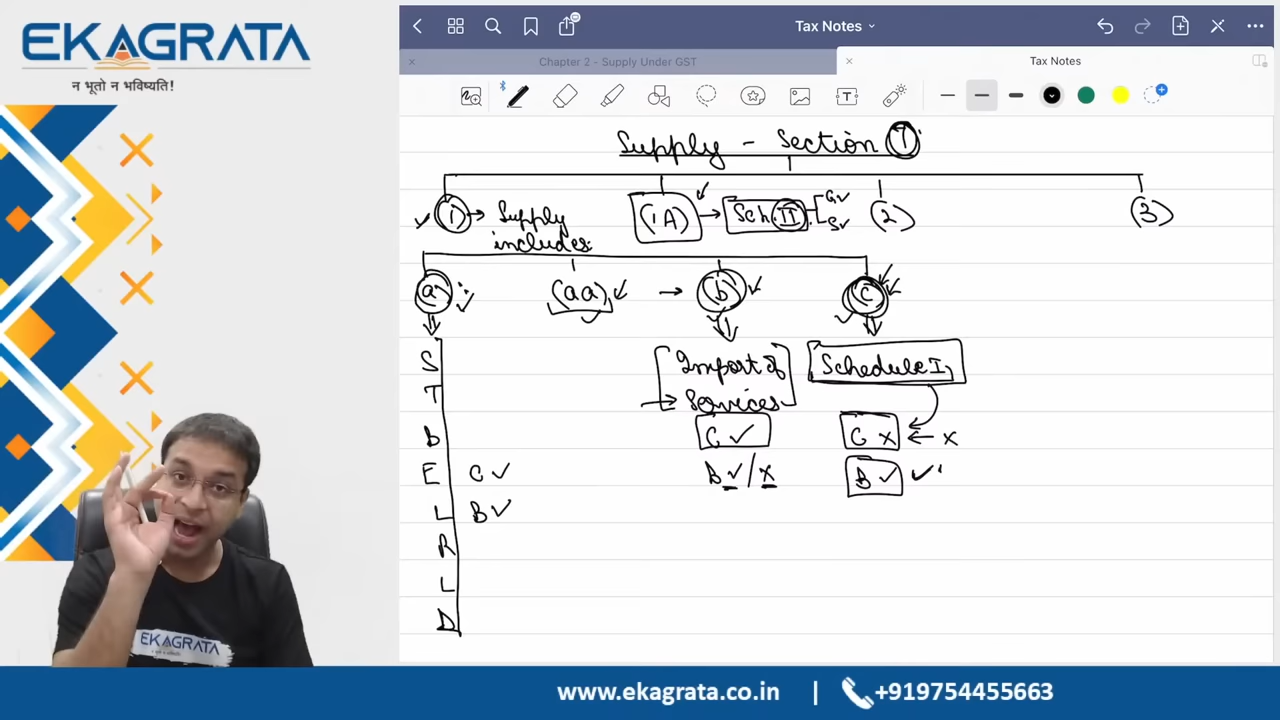 EKAGRATA
न भूतो न भविष्यति!
Tax Notes
Chapter 2 - Supply Under GST
Tax Notes
Supply - Section 7
(1) → Supply includes:
(1A) → Sch. II
G✓
S✓
(2)
(3)
(a)
(aa)
→ (b)
(c)
S
T
B
E C✓
L B✓
R
L
D
Import of
→ Services
C ✓
B ✓/x
Schedule I
C x ← x
B ✓ ✓
EKAGRATA
www.ekagrata.co.in | +919754455663